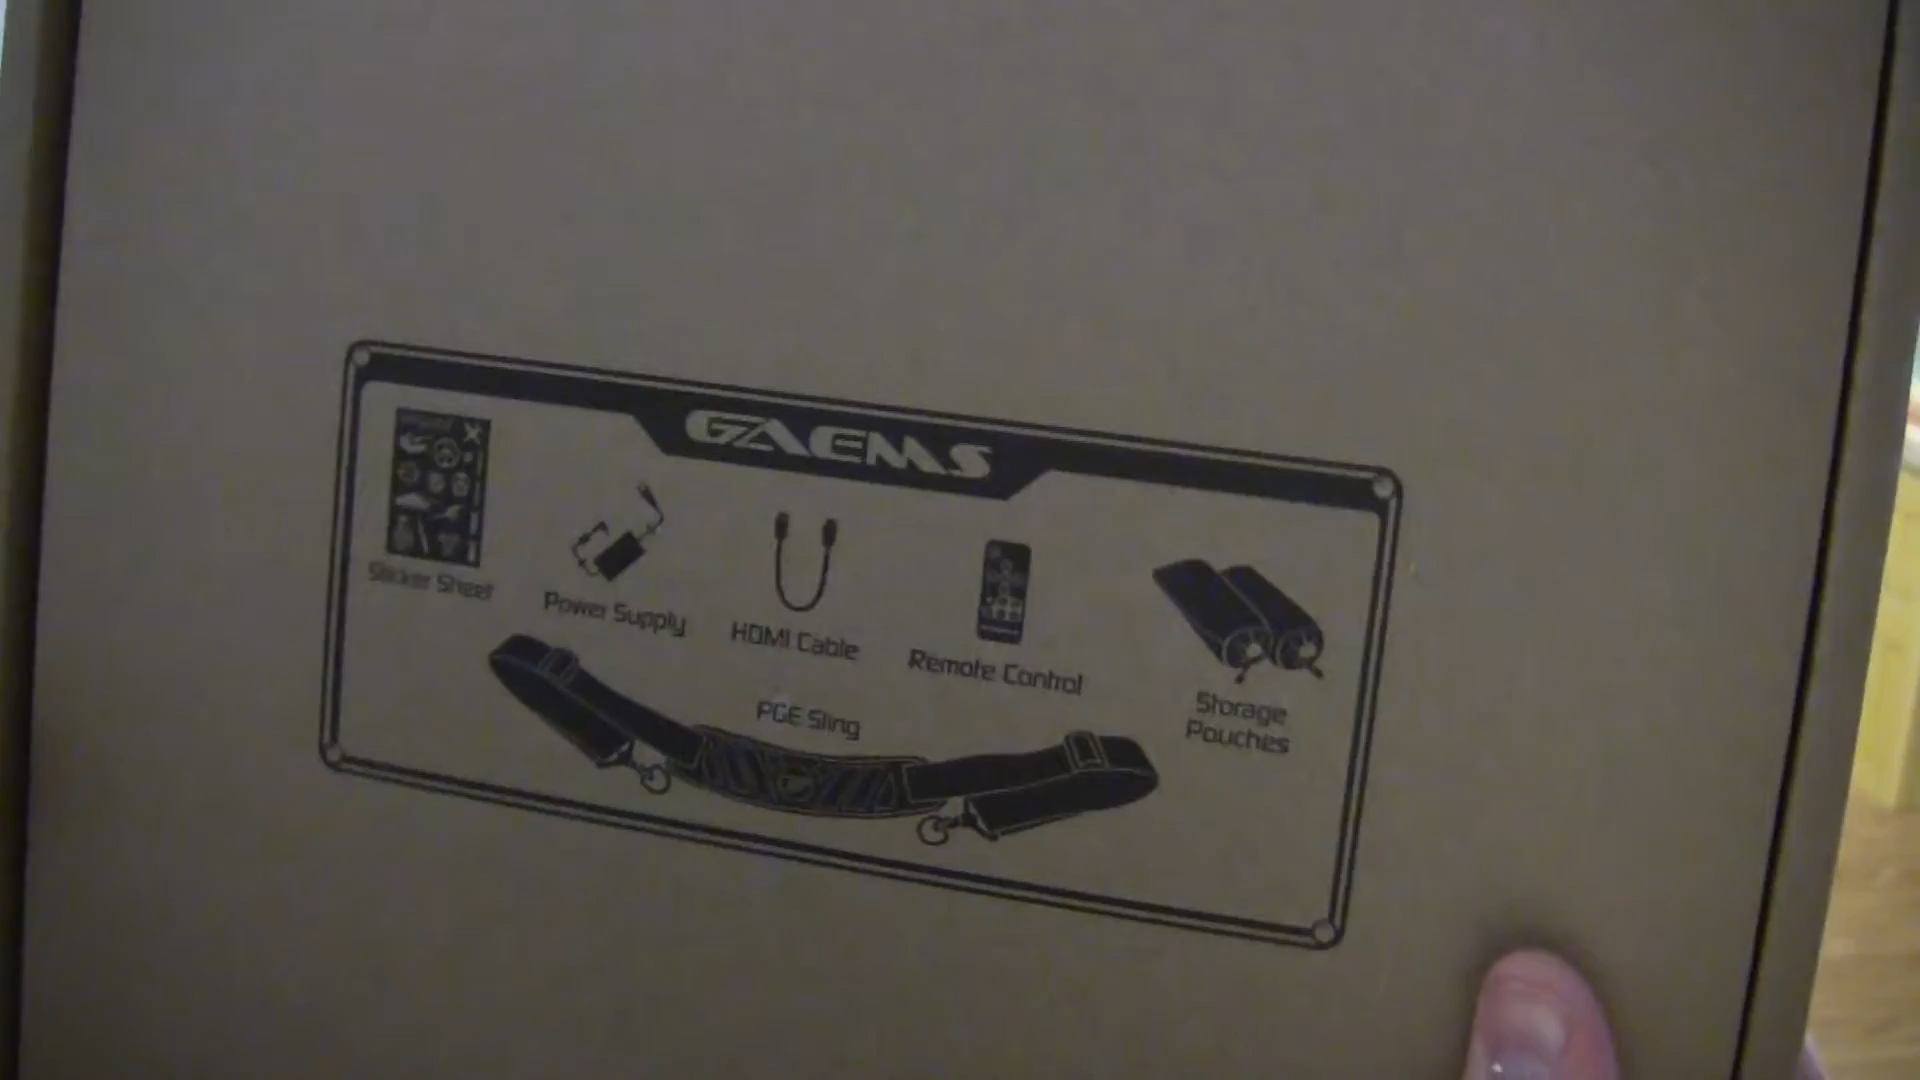 GAEMS
Sticker Sheet
Power Supply
HDMI Cable
Remote Control
Storage
Pouches
PGE Sling